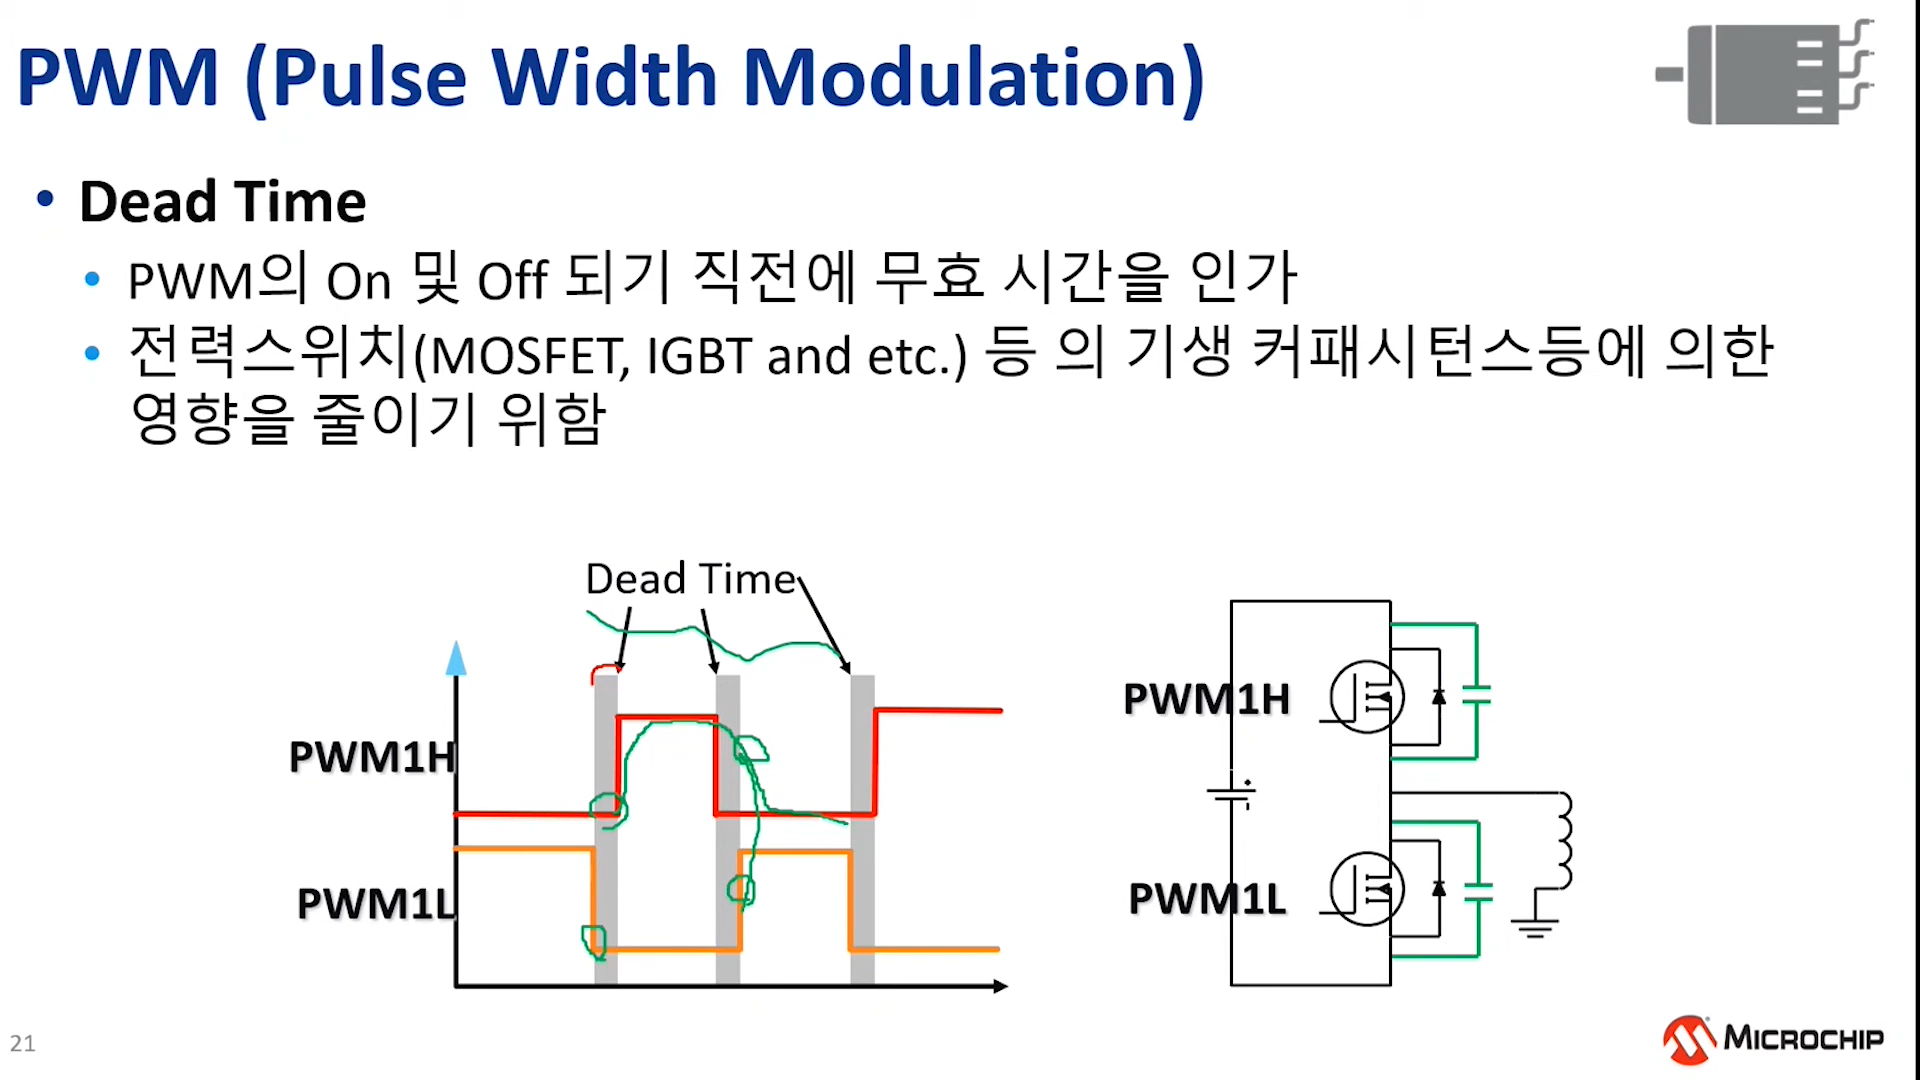 PWM (Pulse Width Modulation)
• Dead Time
• PWM의 On 및 Off 되기 직전에 무효 시간을 인가
• 전력스위치(MOSFET, IGBT and etc.) 등 의 기생 커패시턴스등에 의한
영향을 줄이기 위함
Dead Time
PWM1H
PWM1L
PWM1H
PWM1L
21
MICROCHIP